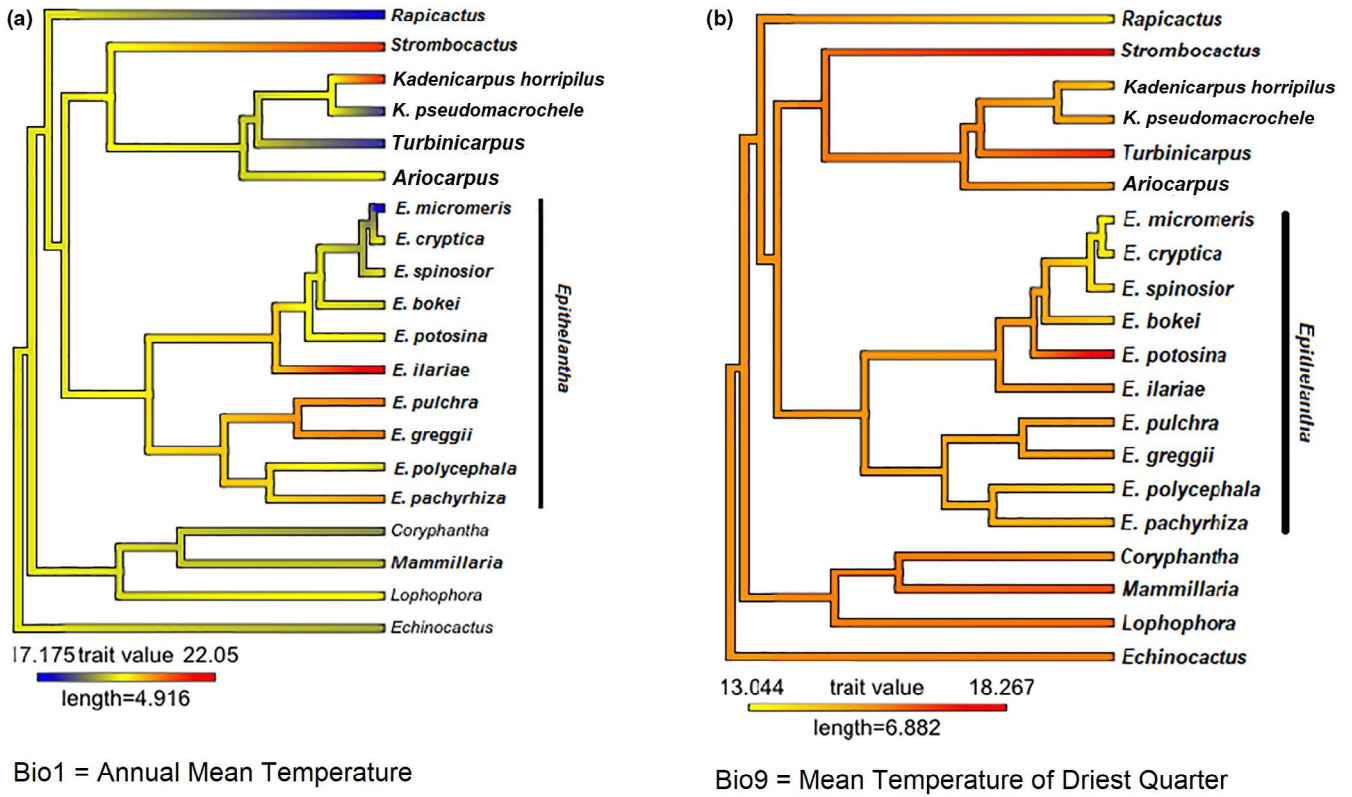 (a)
Rapicactus
Strombocactus
Kadenicarpus horripilus
K. pseudomacrochele
Turbinicarpus
Ariocarpus
E. micromeris
E. cryptica
E. spinosior
E. bokei
E. potosina
E. ilariae
E. pulchra
E. greggii
E. polycephala
E. pachyrhiza
Epithelantha
Coryphantha
Mammillaria
Lophophora
Echinocactus
17.175 trait value 22.05
length=4.916
Bio1 = Annual Mean Temperature
(b)
Rapicactus
Strombocactus
Kadenicarpus horripilus
K. pseudomacrochele
Turbinicarpus
Ariocarpus
E. micromeris
E. cryptica
E. spinosior
E. bokei
E. potosina
E. ilariae
E. pulchra
E. greggii
E. polycephala
E. pachyrhiza
Epithelantha
Coryphantha
Mammillaria
Lophophora
Echinocactus
13.044 trait value 18.267
length=6.882
Bio9 = Mean Temperature of Driest Quarter